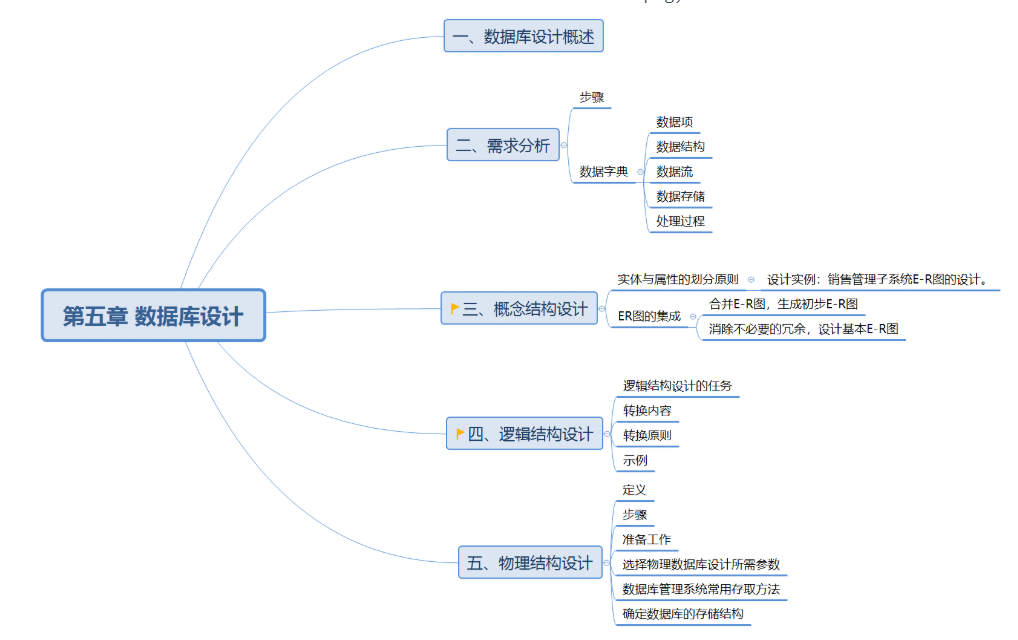 第五章 数据库设计
一、数据库设计概述
二、需求分析
步骤
数据字典
数据项
数据结构
数据流
数据存储
处理过程
三、概念结构设计
实体与属性的划分原则
设计实例：销售管理子系统E-R图的设计。
ER图的集成
合并E-R图，生成初步E-R图
消除不必要的冗余，设计基本E-R图
四、逻辑结构设计
逻辑结构设计的任务
转换内容
转换原则
示例
五、物理结构设计
定义
步骤
准备工作
选择物理数据库设计所需参数
数据库管理系统常用存取方法
确定数据库的存储结构